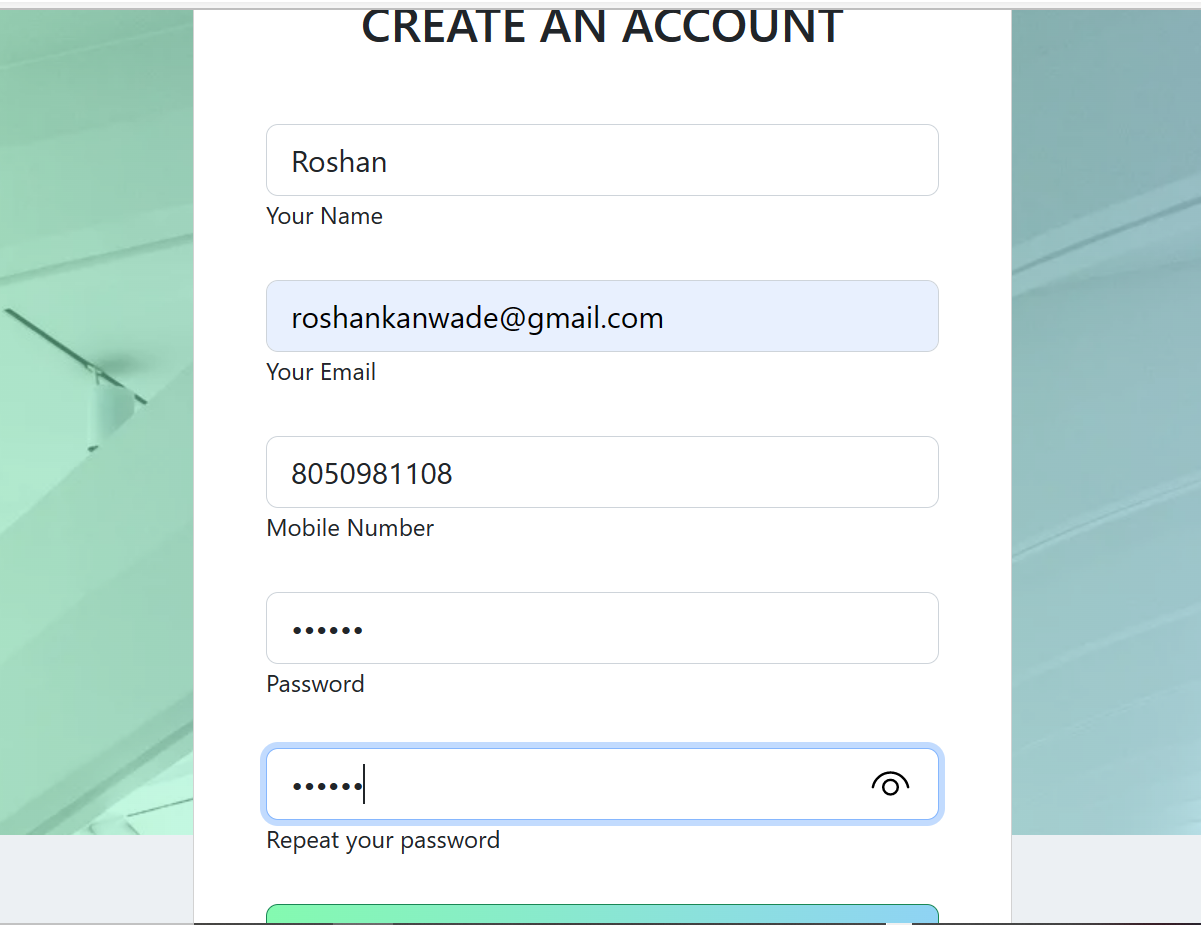 CREATE AN ACCOUNT
Roshan
Your Name
roshankanwade@gmail.com
Your Email
8050981108
Mobile Number
••••••
Password
••••••
Repeat your password